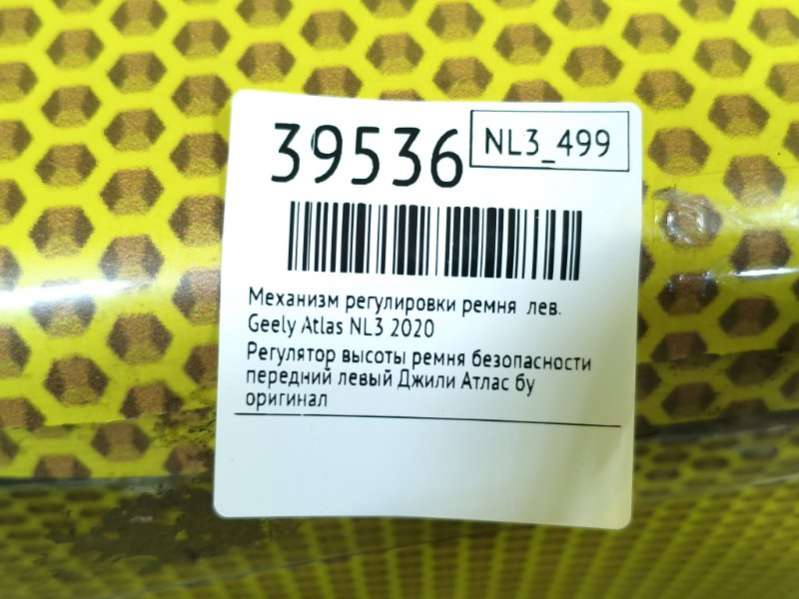 39536
NL3_499
Механизм регулировки ремня лев.
Geely Atlas NL3 2020
Регулятор высоты ремня безопасности
передний левый Джили Атлас бу
оригинал